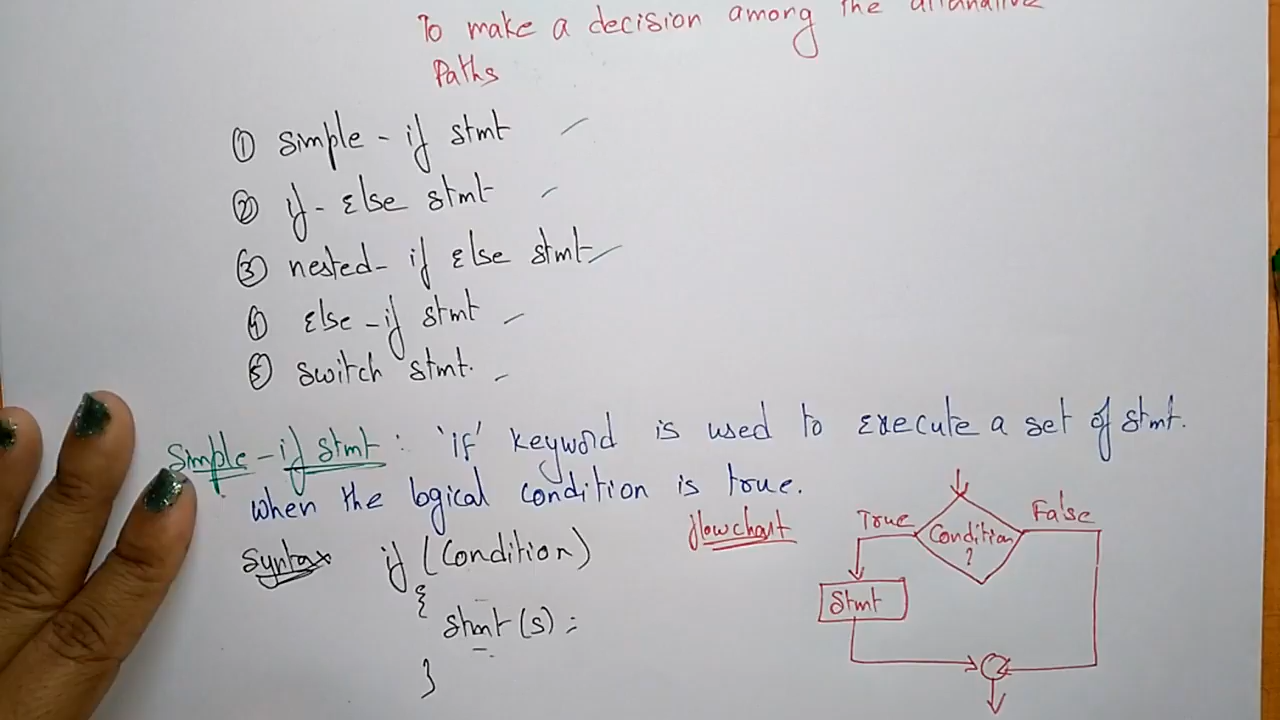 To make a decision among the
Paths
① simple - if stmt
② if - else stmt
③ nested - if else stmt
④ else - if stmt
⑤ switch stmt.
Simple - if stmt : 'if' keyword is used to execute a set of stmt.
when the logical condition is true.
Syntax if (Condition)
{
stmt(s);
}
flowchart
True
Condition
?
False
Stmt